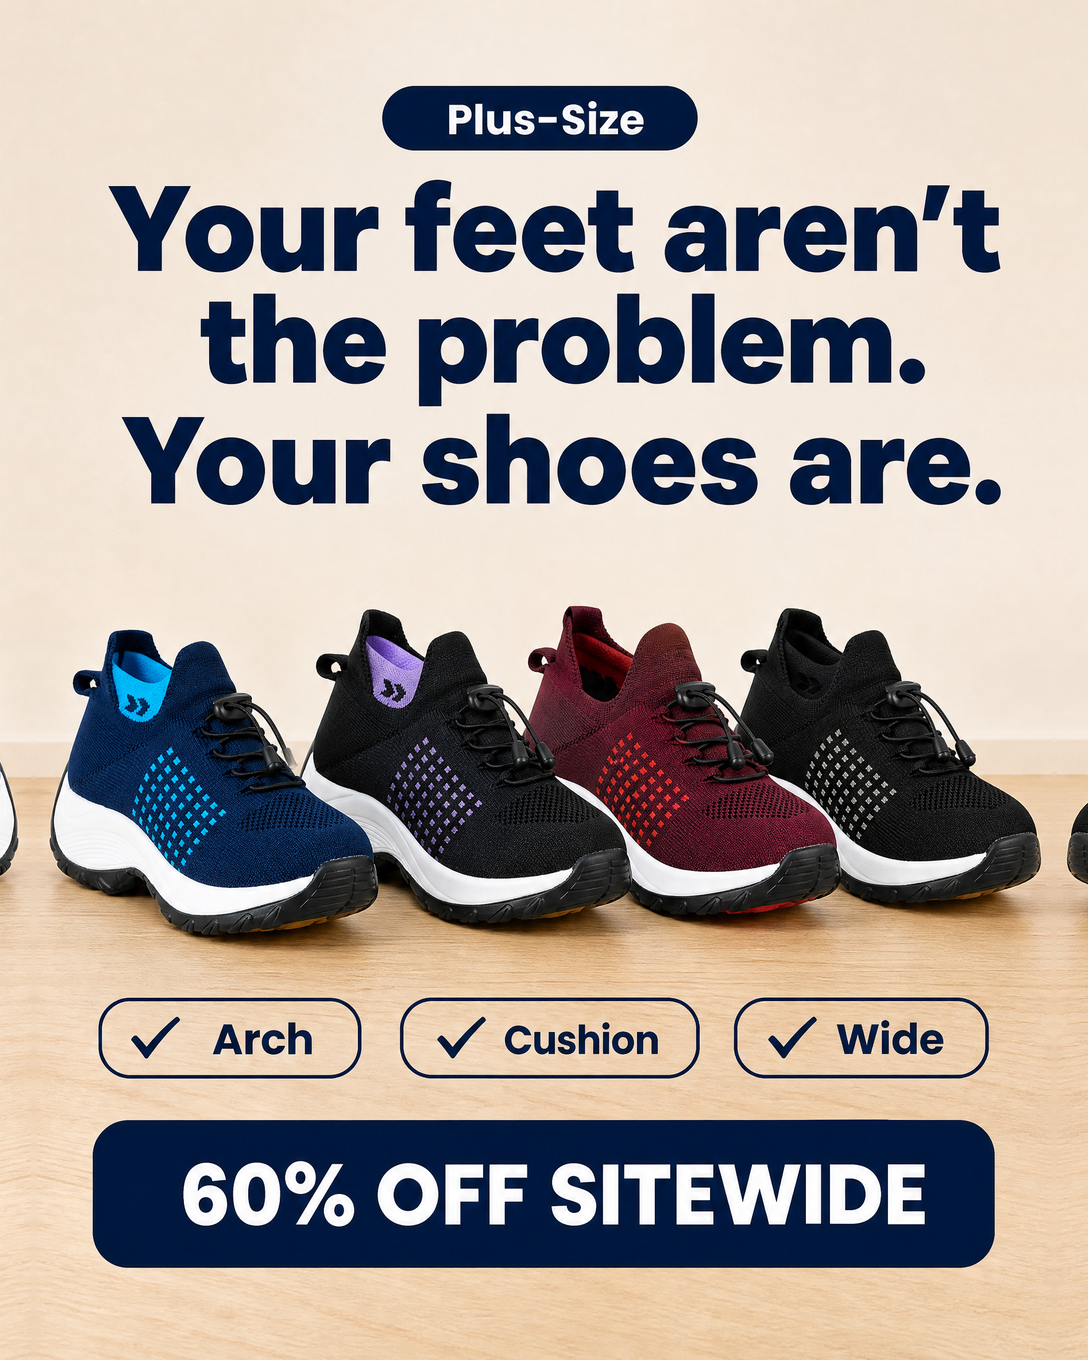 Plus-Size
Your feet aren’t
the problem.
Your shoes are.
Arch
Cushion
Wide
60% OFF SITEWIDE